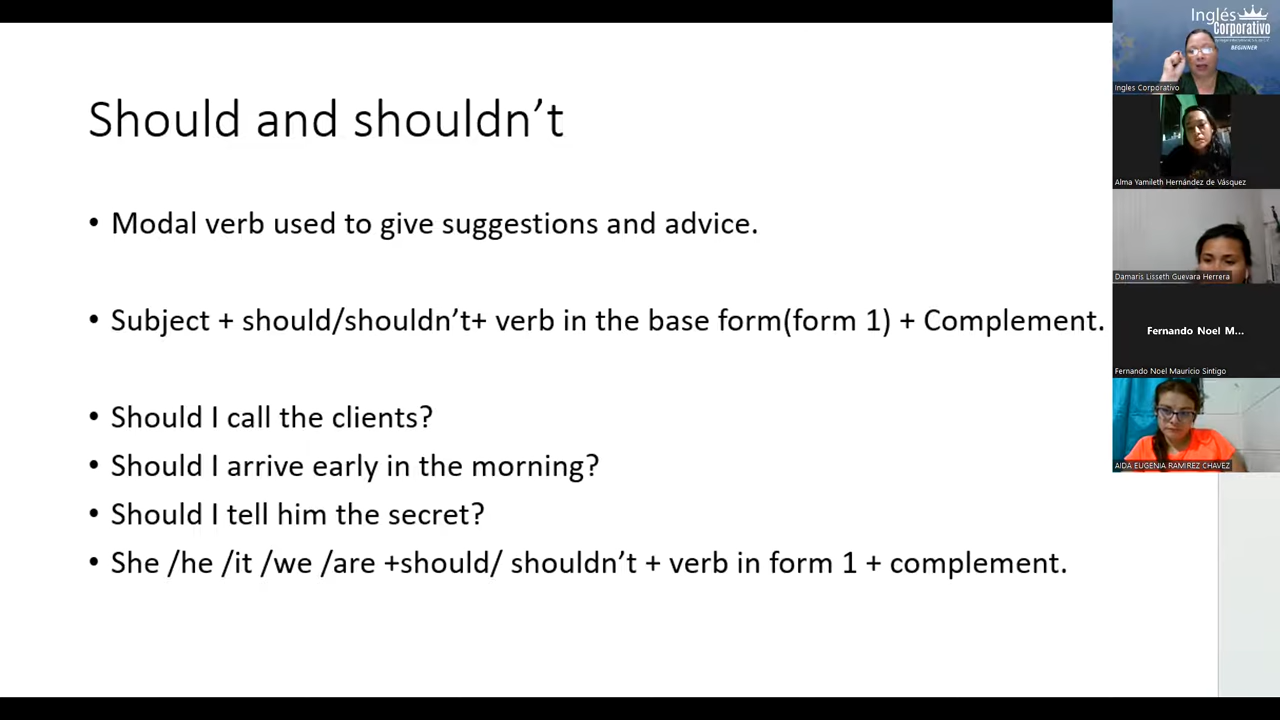 Should and shouldn't
• Modal verb used to give suggestions and advice.
• Subject + should/shouldn't+ verb in the base form(form 1) + Complement.
• Should I call the clients?
• Should I arrive early in the morning?
• Should I tell him the secret?
• She /he /it /we /are +should/ shouldn't + verb in form 1 + complement.
Inglés
Corporativo
BEGINNER
Ingles Corporativo
Alma Yamileth Hernández de Vásquez
Damaris Lisseth Guevara Herrera
Fernando Noel M...
Fernando Noel Mauricio Sintigo
AIDA EUGENIA RAMIREZ CHAVEZ